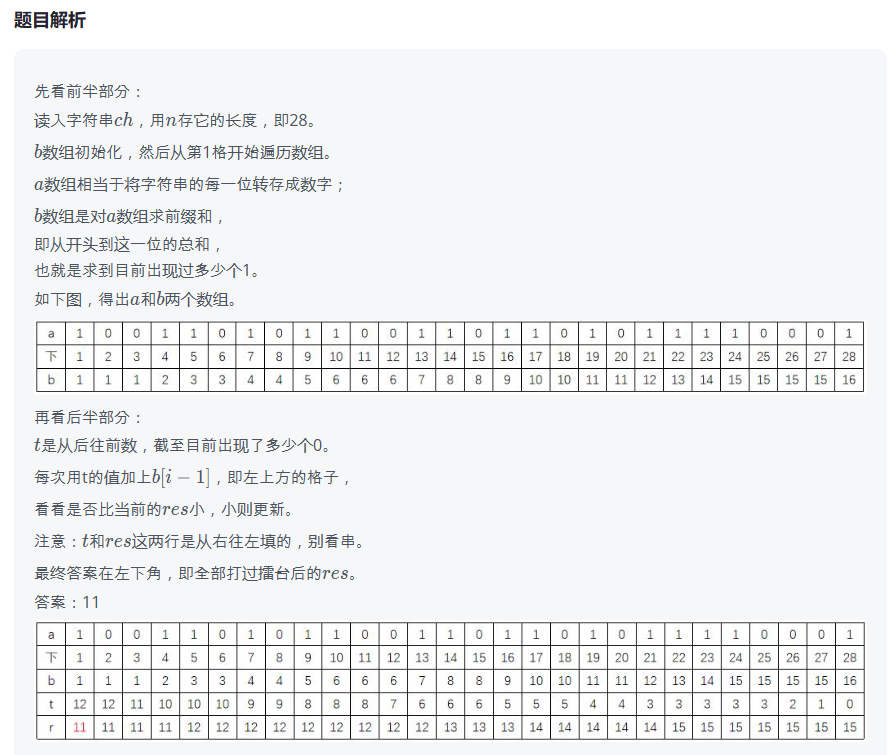 题目解析
先看前半部分：
读入字符串ch，用n存它的长度，即28。
b数组初始化，然后从第1格开始遍历数组。
a数组相当于将字符串的每一位转存成数字；
b数组是对a数组求前缀和，
即从开头到这一位的总和，
也就是求到目前出现过多少个1。
如下图，得出a和b两个数组。
a 1 0 0 1 1 0 1 0 1 1 0 0 1 1 0 1 1 0 1 0 1 1 1 1 0 0 0 1
下 1 2 3 4 5 6 7 8 9 10 11 12 13 14 15 16 17 18 19 20 21 22 23 24 25 26 27 28
b 1 1 1 2 3 3 4 4 5 6 6 6 7 8 8 9 10 10 11 11 12 13 14 15 15 15 15 16
再看后半部分：
t是从后往前数，截至目前出现了多少个0。
每次用t的值加上b[i − 1]，即左上方的格子，
看看是否比当前的res小，小则更新。
注意：t和res这两行是从右往左填的，别看串。
最终答案在左下角，即全部打过擂台后的res。
答案：11
a 1 0 0 1 1 0 1 0 1 1 0 0 1 1 0 1 1 0 1 0 1 1 1 1 0 0 0 1
下 1 2 3 4 5 6 7 8 9 10 11 12 13 14 15 16 17 18 19 20 21 22 23 24 25 26 27 28
b 1 1 1 2 3 3 4 4 5 6 6 6 7 8 8 9 10 10 11 11 12 13 14 15 15 15 15 16
t 12 12 11 10 10 10 9 9 8 8 8 7 6 6 6 5 5 5 4 4 3 3 3 3 3 2 1 0
r 11 11 11 11 12 12 12 12 12 12 12 12 12 13 13 13 14 14 14 14 14 15 15 15 15 15 15 15